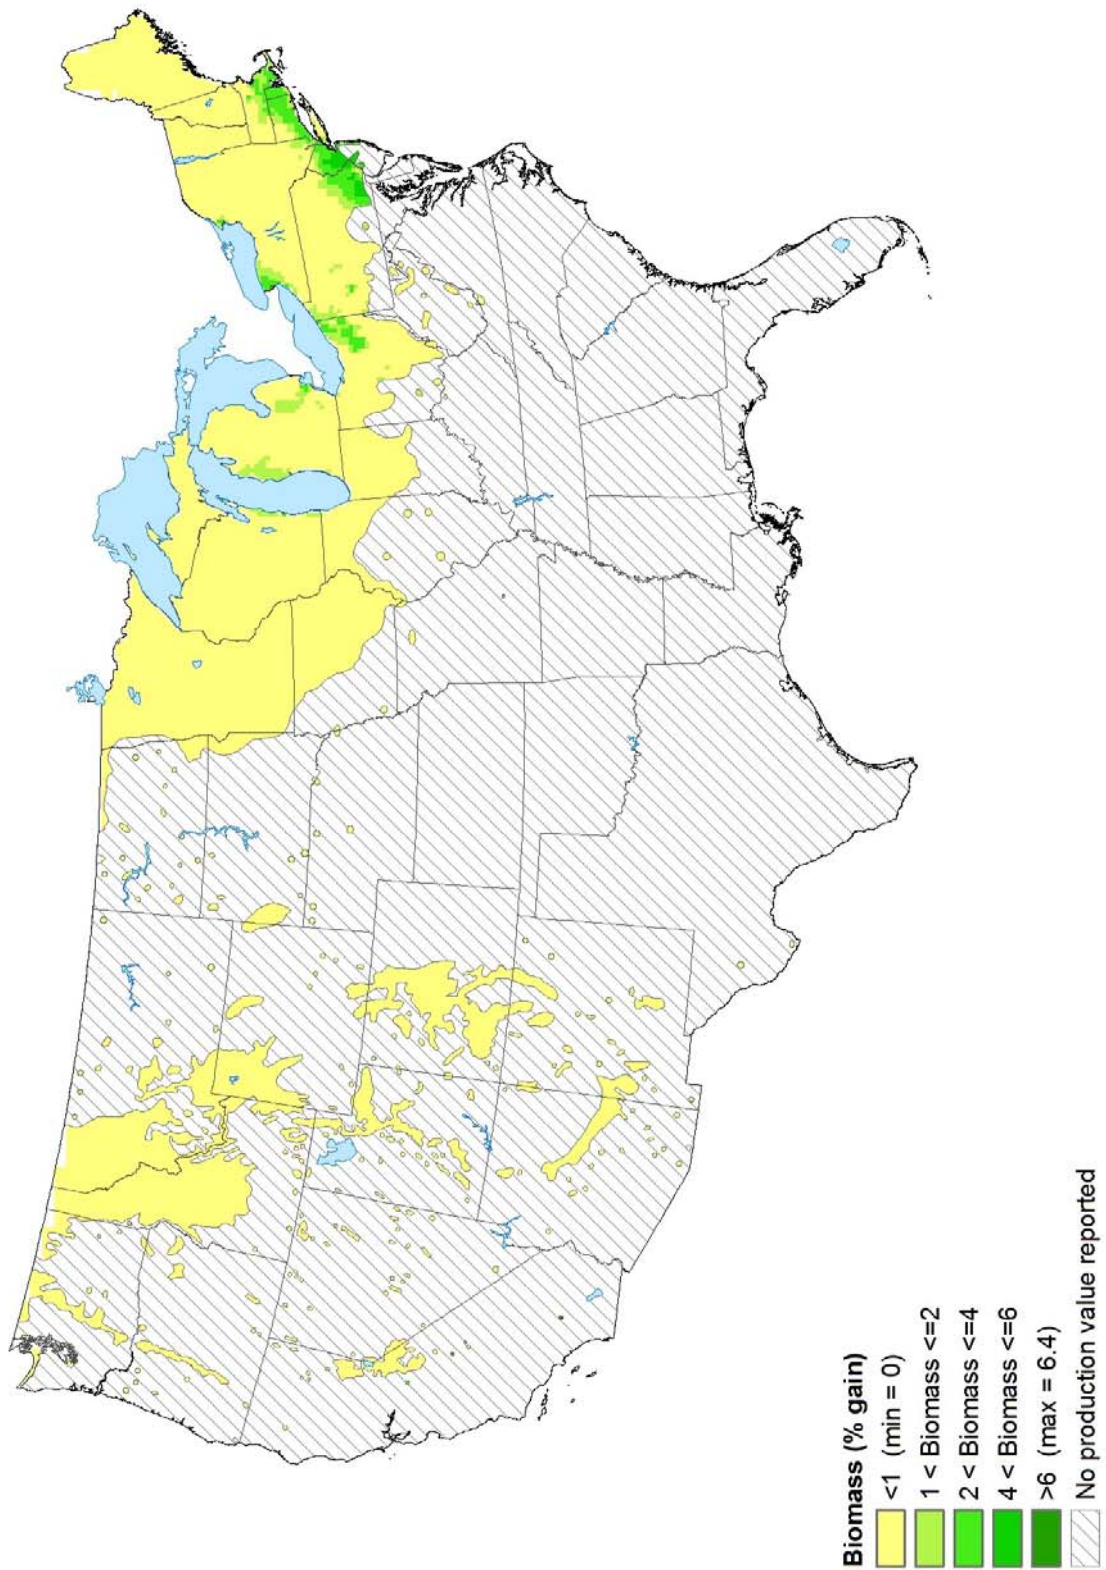 Biomass (% gain)
<1 (min = 0)
1 < Biomass <=2
2 < Biomass <=4
4 < Biomass <=6
>6 (max = 6.4)
No production value reported